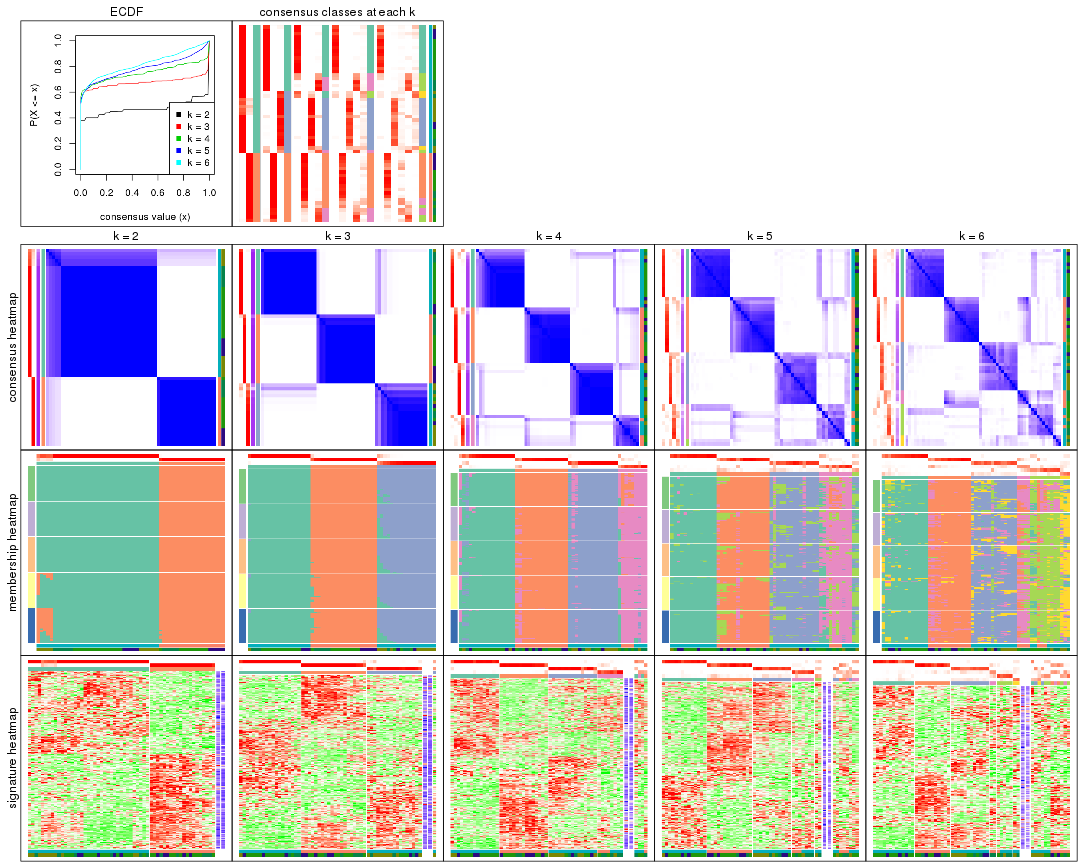 ECDF
consensus classes at each k
P(X <= x)
0.0
0.2
0.4
0.6
0.8
1.0
k = 2
k = 3
k = 4
k = 5
k = 6
0.0 0.2 0.4 0.6 0.8 1.0
consensus value (x)
k = 2
k = 3
k = 4
k = 5
k = 6
consensus heatmap
membership heatmap
signature heatmap